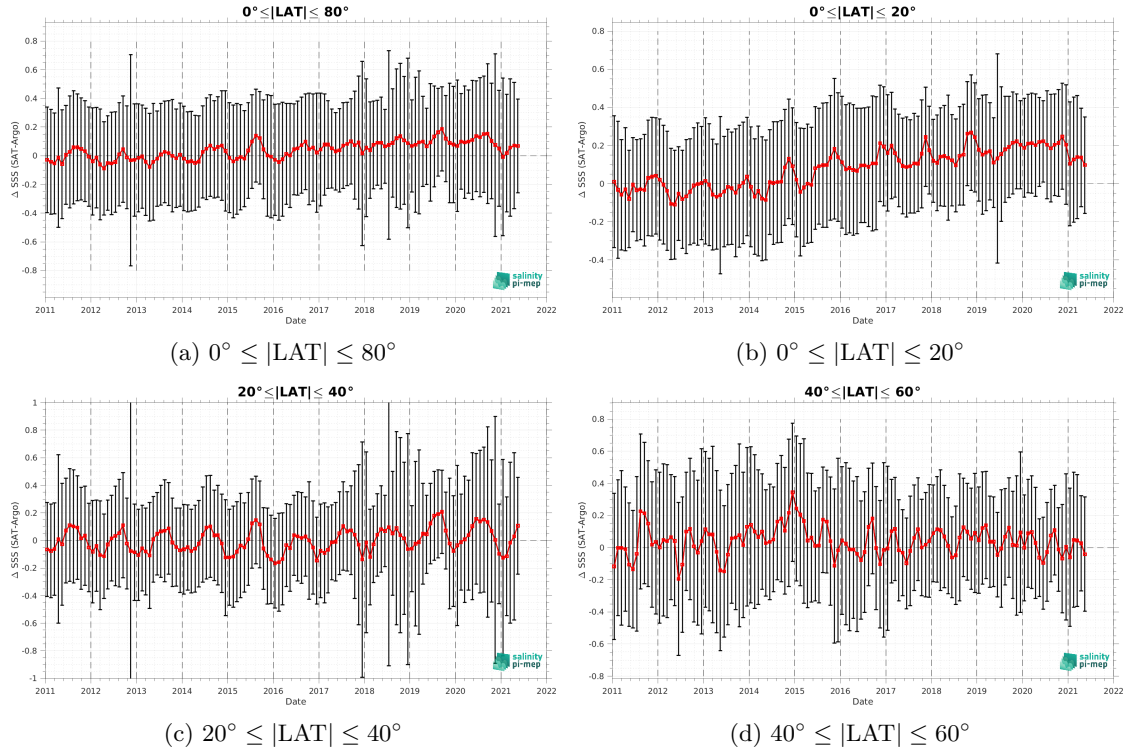 0°≤|LAT|≤ 80°
Δ SSS (SAT-Argo)
0.8
0.6
0.4
0.2
0
-0.2
-0.4
-0.6
-0.8
2011 2012 2013 2014 2015 2016 2017 2018 2019 2020 2021 2022
Date
salinity
pi-mep
(a) 0° ≤ |LAT| ≤ 80°
0°≤|LAT|≤ 20°
Δ SSS (SAT-Argo)
0.8
0.6
0.4
0.2
0
-0.2
-0.4
2011 2012 2013 2014 2015 2016 2017 2018 2019 2020 2021 2022
Date
salinity
pi-mep
(b) 0° ≤ |LAT| ≤ 20°
20°≤|LAT|≤ 40°
Δ SSS (SAT-Argo)
1
0.8
0.6
0.4
0.2
0
-0.2
-0.4
-0.6
-0.8
-1
2011 2012 2013 2014 2015 2016 2017 2018 2019 2020 2021 2022
Date
salinity
pi-mep
(c) 20° ≤ |LAT| ≤ 40°
40°≤|LAT|≤ 60°
Δ SSS (SAT-Argo)
0.8
0.6
0.4
0.2
0
-0.2
-0.4
-0.6
-0.8
2011 2012 2013 2014 2015 2016 2017 2018 2019 2020 2021 2022
Date
salinity
pi-mep
(d) 40° ≤ |LAT| ≤ 60°